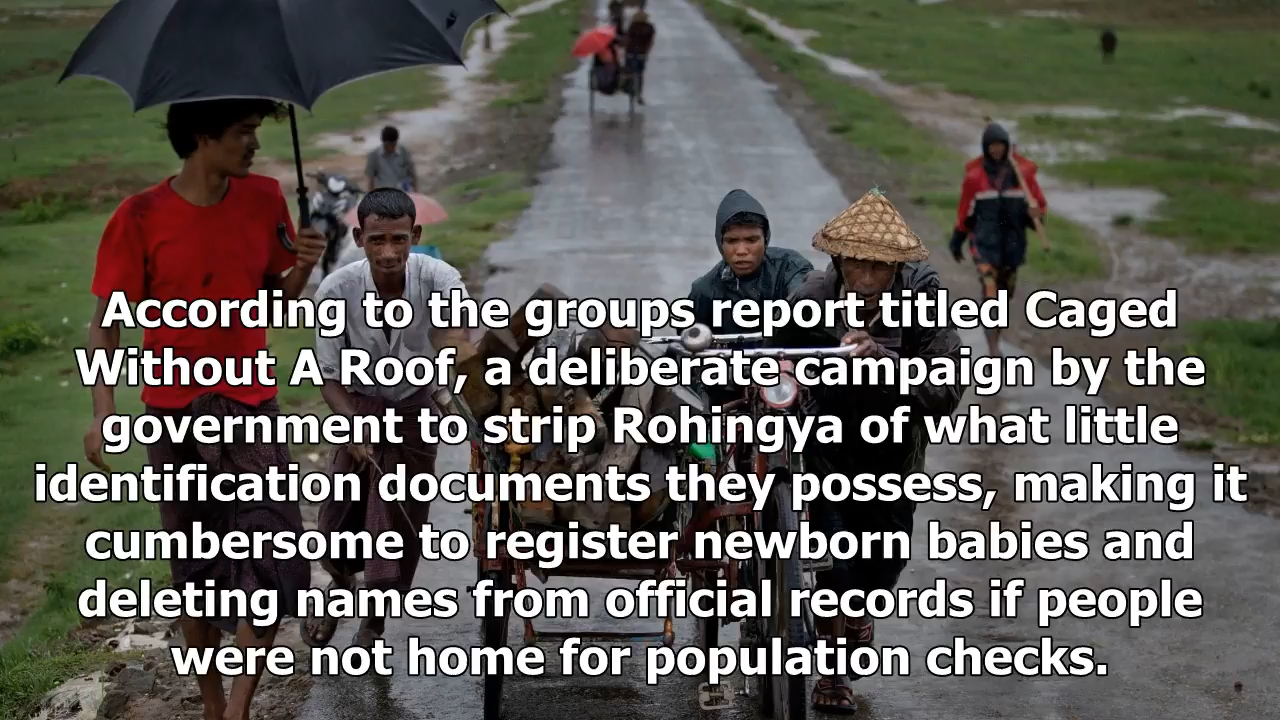 According to the groups report titled Caged
Without A Roof, a deliberate campaign by the
government to strip Rohingya of what little
identification documents they possess, making it
cumbersome to register newborn babies and
deleting names from official records if people
were not home for population checks.